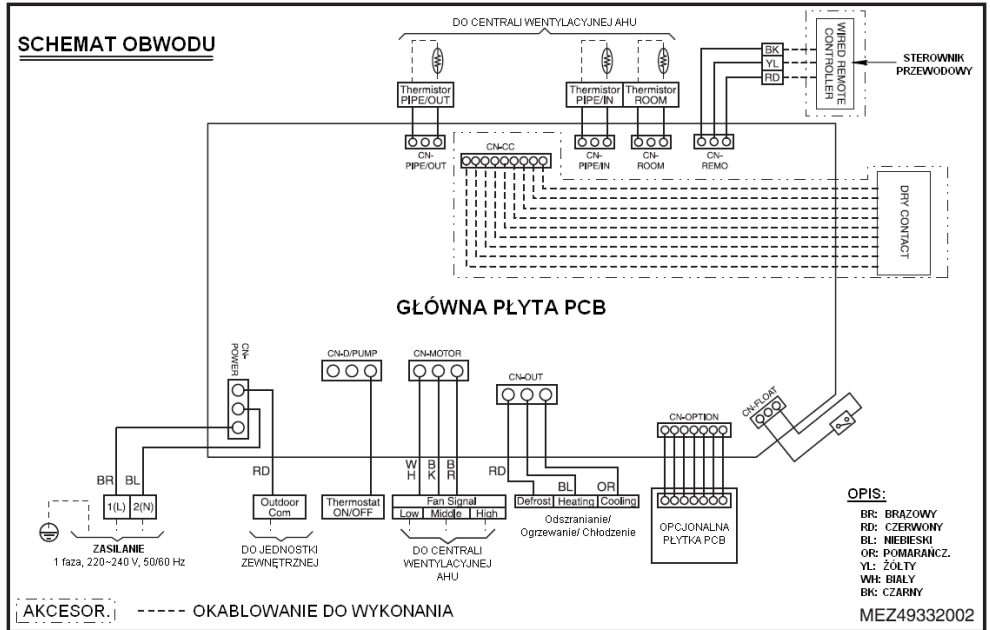 SCHEMAT OBWODU
DO CENTRALI WENTYLACYJNEJ AHU
Thermistor
PIPE/OUT
Thermistor
PIPE/IN
Thermistor
ROOM
BK
YL
RD
WIRED REMOTE
CONTROLLER
STEROWNIK
PRZEWODOWY
CN-
PIPE/OUT
CN-CC
CN-
PIPE/IN
CN-
ROOM
CN-
REMO
DRY CONTACT
GŁÓWNA PŁYTA PCB
CN-
POWER
CN-D/PUMP
CN-MOTOR
CN-OUT
CN-OPTION
CN-FLOAT
BR BL
RD
WH
BK
BR
RD
BL
OR
1(L) 2(N)
Outdoor
Com
Thermostat
ON/OFF
Fan Signal
Low Middle High
Defrost Heating Cooling
Odszranianie/
Ogrzewanie/ Chłodzenie
OPCJONALNA
PŁYTKA PCB
ZASILANIE
1 faza, 220~240 V, 50/60 Hz
DO JEDNOSTKI
ZEWNĘTRZNEJ
DO CENTRALI
WENTYLACYJNEJ
AHU
OPIS:
BR: BRĄZOWY
RD: CZERWONY
BL: NIEBIESKI
OR: POMARAŃCZ.
YL: ŻÓŁTY
WH: BIAŁY
BK: CZARNY
AKCESOR.
OKABLOWANIE DO WYKONANIA
MEZ49332002